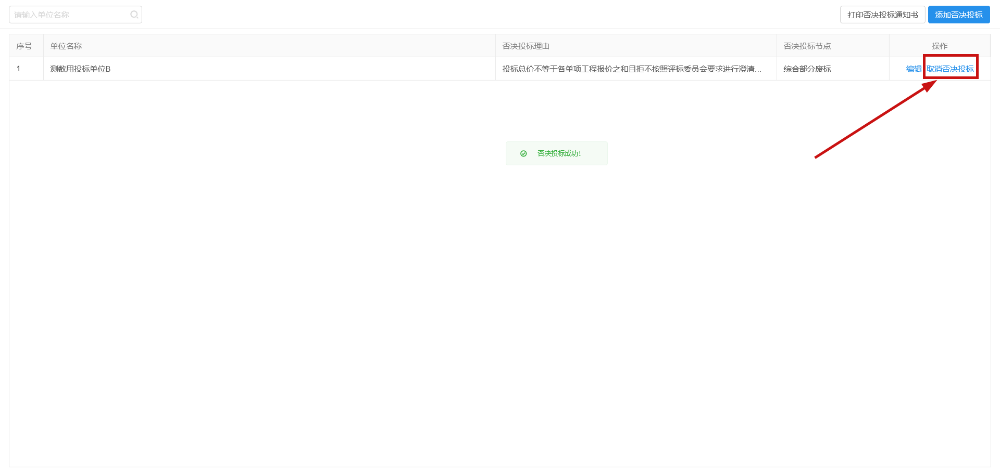 请输入单位名称
打印否决投标通知书 添加否决投标
序号 单位名称 否决投标理由 否决投标节点 操作
1 测数用投标单位B 投标总价不等于各单项工程报价之和且拒不按照评标委员会要求进行澄清... 综合部分废标 编辑 取消否决投标
否决投标成功!